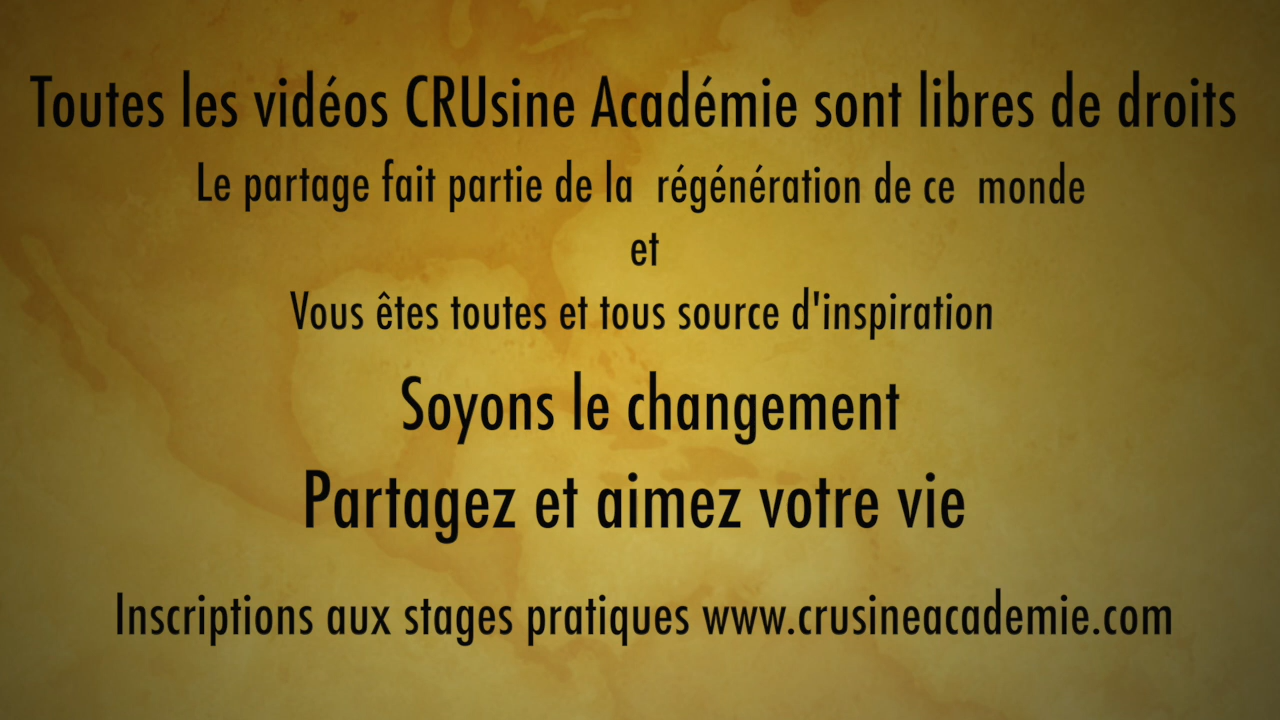 Toutes les vidéos CRUsine Académie sont libres de droits
Le partage fait partie de la régénération de ce monde
et
Vous êtes toutes et tous source d'inspiration
Soyons le changement
Partagez et aimez votre vie
Inscriptions aux stages pratiques www.crusineacademie.com